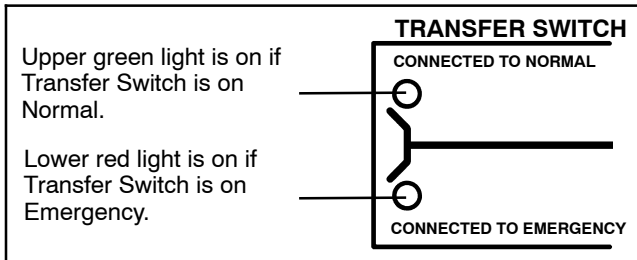 TRANSFER SWITCH
Upper green light is on if
Transfer Switch is on
Normal.
CONNECTED TO NORMAL
Lower red light is on if
Transfer Switch is on
Emergency.
CONNECTED TO EMERGENCY